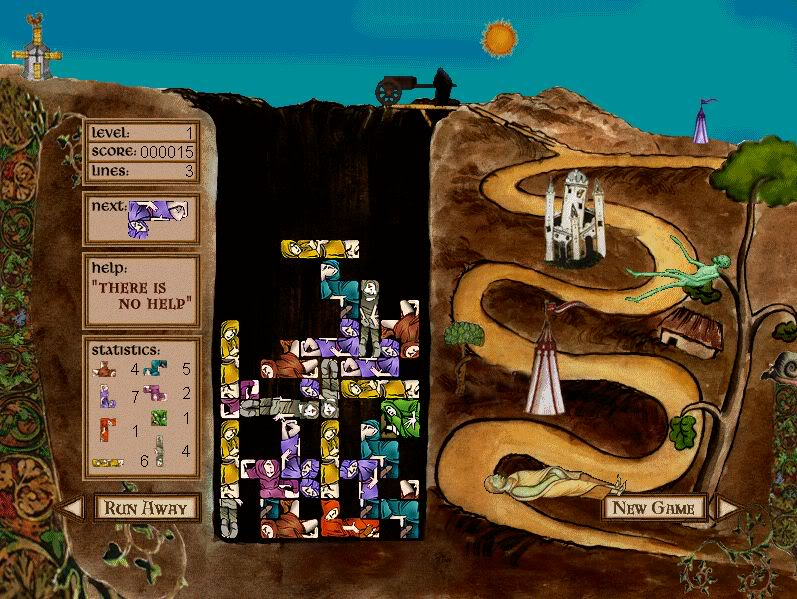 level: 1
score: 000015
lines: 3
next:
help:
"There is
no help"
statistics:
4 5
7 2
1 1
6 4
Run Away
New Game